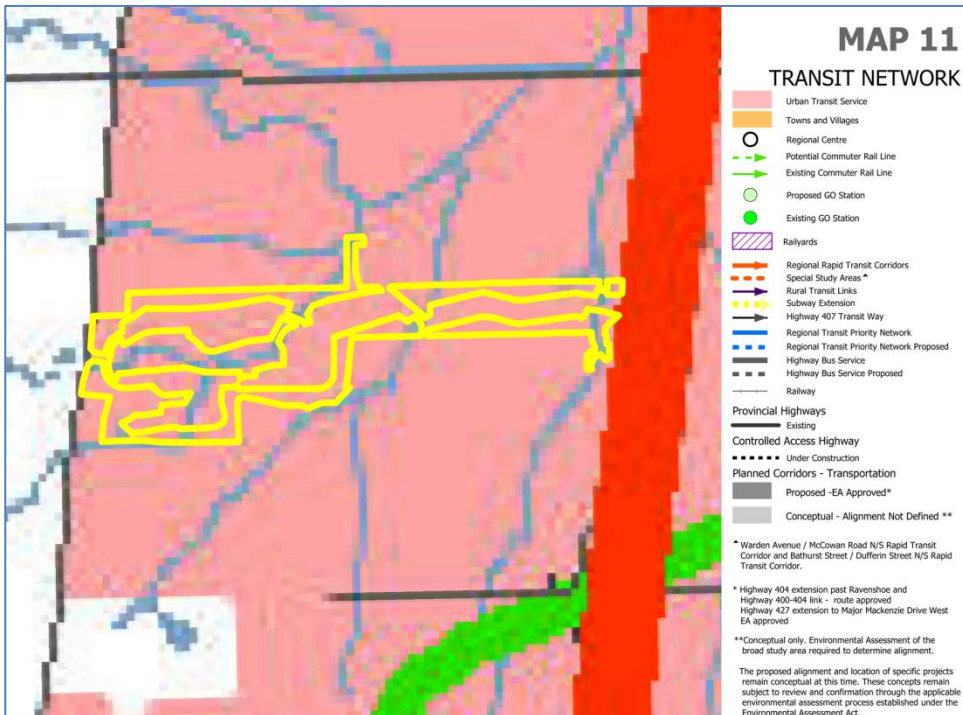 MAP 11
TRANSIT NETWORK
Urban Transit Service
Towns and Villages
Regional Centre
Potential Commuter Rail Line
Existing Commuter Rail Line
Proposed GO Station
Existing GO Station
Railyards
Regional Rapid Transit Corridors
Special Study Areas ▲
Rural Transit Links
Subway Extension
Highway 407 Transit Way
Regional Transit Priority Network
Regional Transit Priority Network Proposed
Highway Bus Service
Highway Bus Service Proposed
Railway
Provincial Highways
Existing
Controlled Access Highway
Under Construction
Planned Corridors - Transportation
Proposed -EA Approved*
Conceptual - Alignment Not Defined **
▲ Warden Avenue / McCowan Road N/S Rapid Transit
Corridor and Bathurst Street / Dufferin Street N/S Rapid
Transit Corridor.
* Highway 404 extension past Ravenshoe and
Highway 400-404 link - route approved
Highway 427 extension to Major Mackenzie Drive West
EA approved
**Conceptual only. Environmental Assessment of the
broad study area required to determine alignment.
The proposed alignment and location of specific projects
remain conceptual at this time. These concepts remain
subject to review and confirmation through the applicable
environmental assessment process established under the
Environmental Assessment Act.